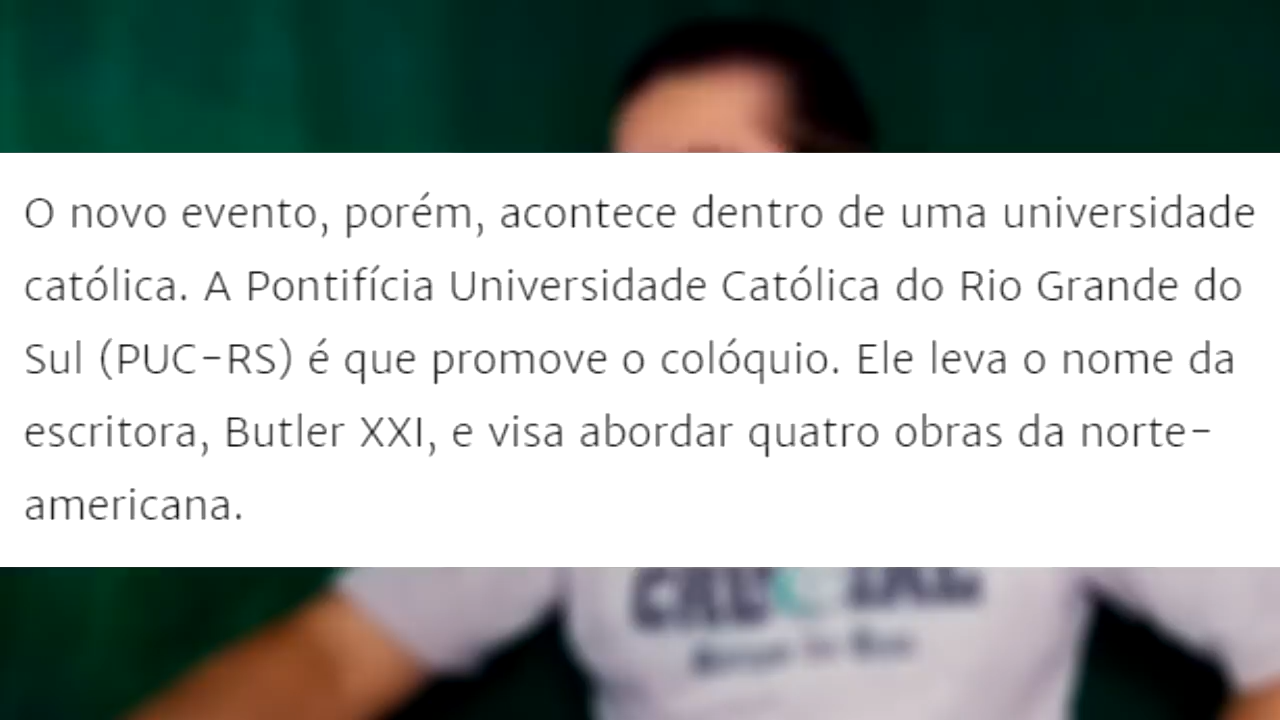 O novo evento, porém, acontece dentro de uma universidade
católica. A Pontifícia Universidade Católica do Rio Grande do
Sul (PUC-RS) é que promove o colóquio. Ele leva o nome da
escritora, Butler XXI, e visa abordar quatro obras da norte-
americana.